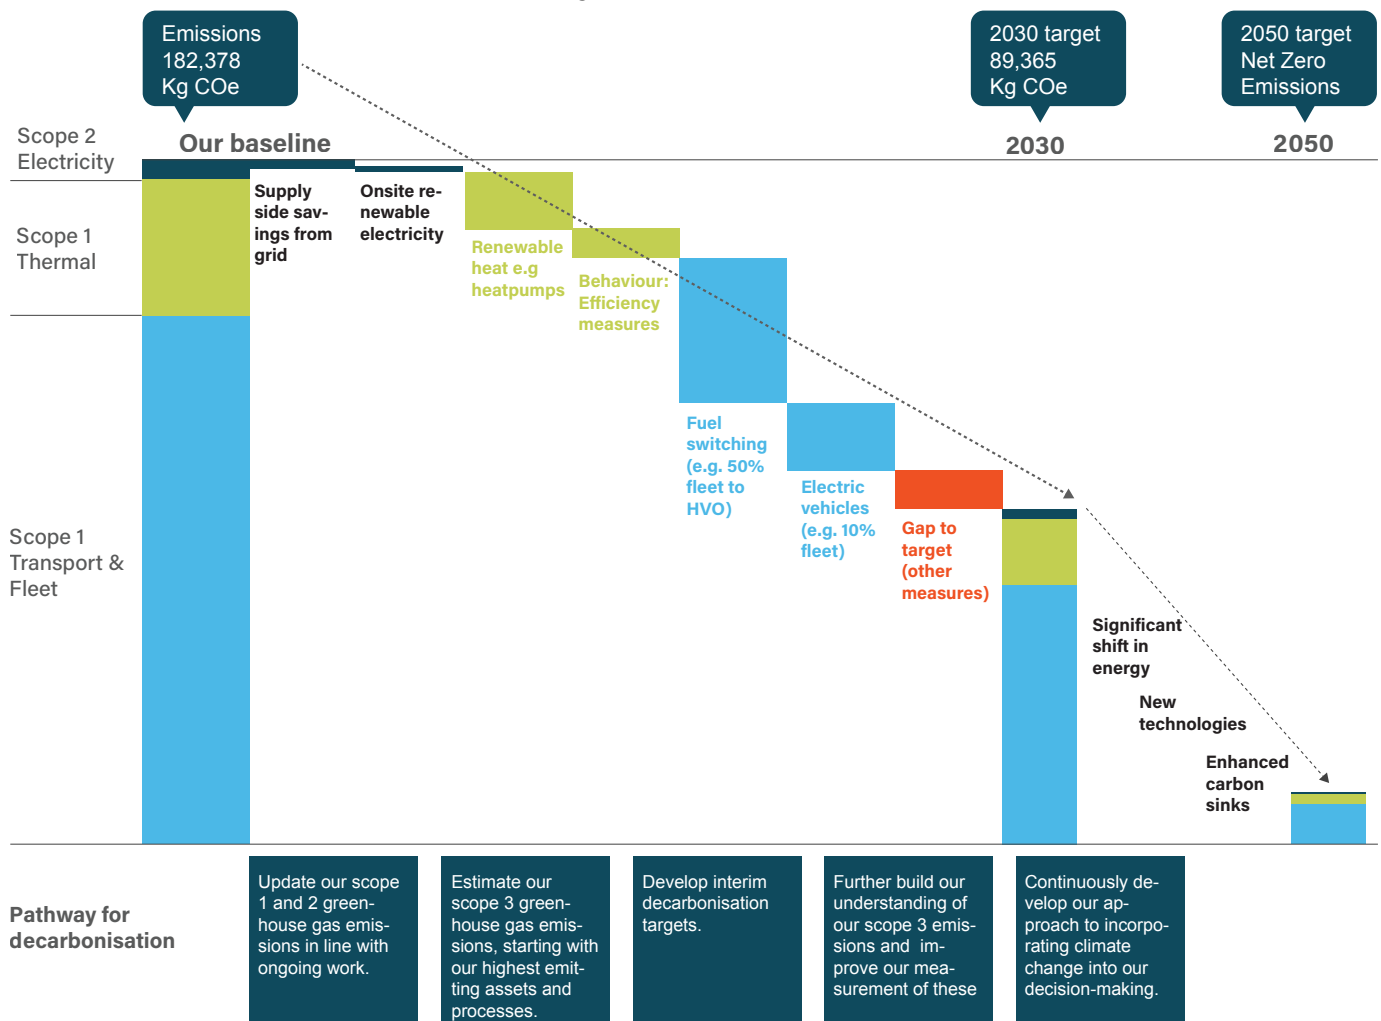 Emissions
182,378
Kg COe
2030 target
89,365
Kg COe
2050 target
Net Zero
Emissions
Scope 2
Electricity
Our baseline
2030
2050
Supply
side sav-
ings from
grid
Onsite re-
newable
electricity
Scope 1
Thermal
Renewable
heat e.g
heatpumps
Behaviour:
Efficiency
measures
Fuel
switching
(e.g. 50%
fleet to
HVO)
Electric
vehicles
(e.g. 10%
fleet)
Gap to
target
(other
measures)
Scope 1
Transport &
Fleet
Significant
shift in
energy
New
technologies
Enhanced
carbon
sinks
Pathway for
decarbonisation
Update our scope
1 and 2 green-
house gas emis-
sions in line with
ongoing work.
Estimate our
scope 3 green-
house gas emis-
sions, starting with
our highest emit-
ting assets and
processes.
Develop interim
decarbonisation
targets.
Further build our
understanding of
our scope 3 emis-
sions and  im-
prove our mea-
surement of these
Continuously de-
velop our ap-
proach to incorpo-
rating climate
change into our
decision-making.